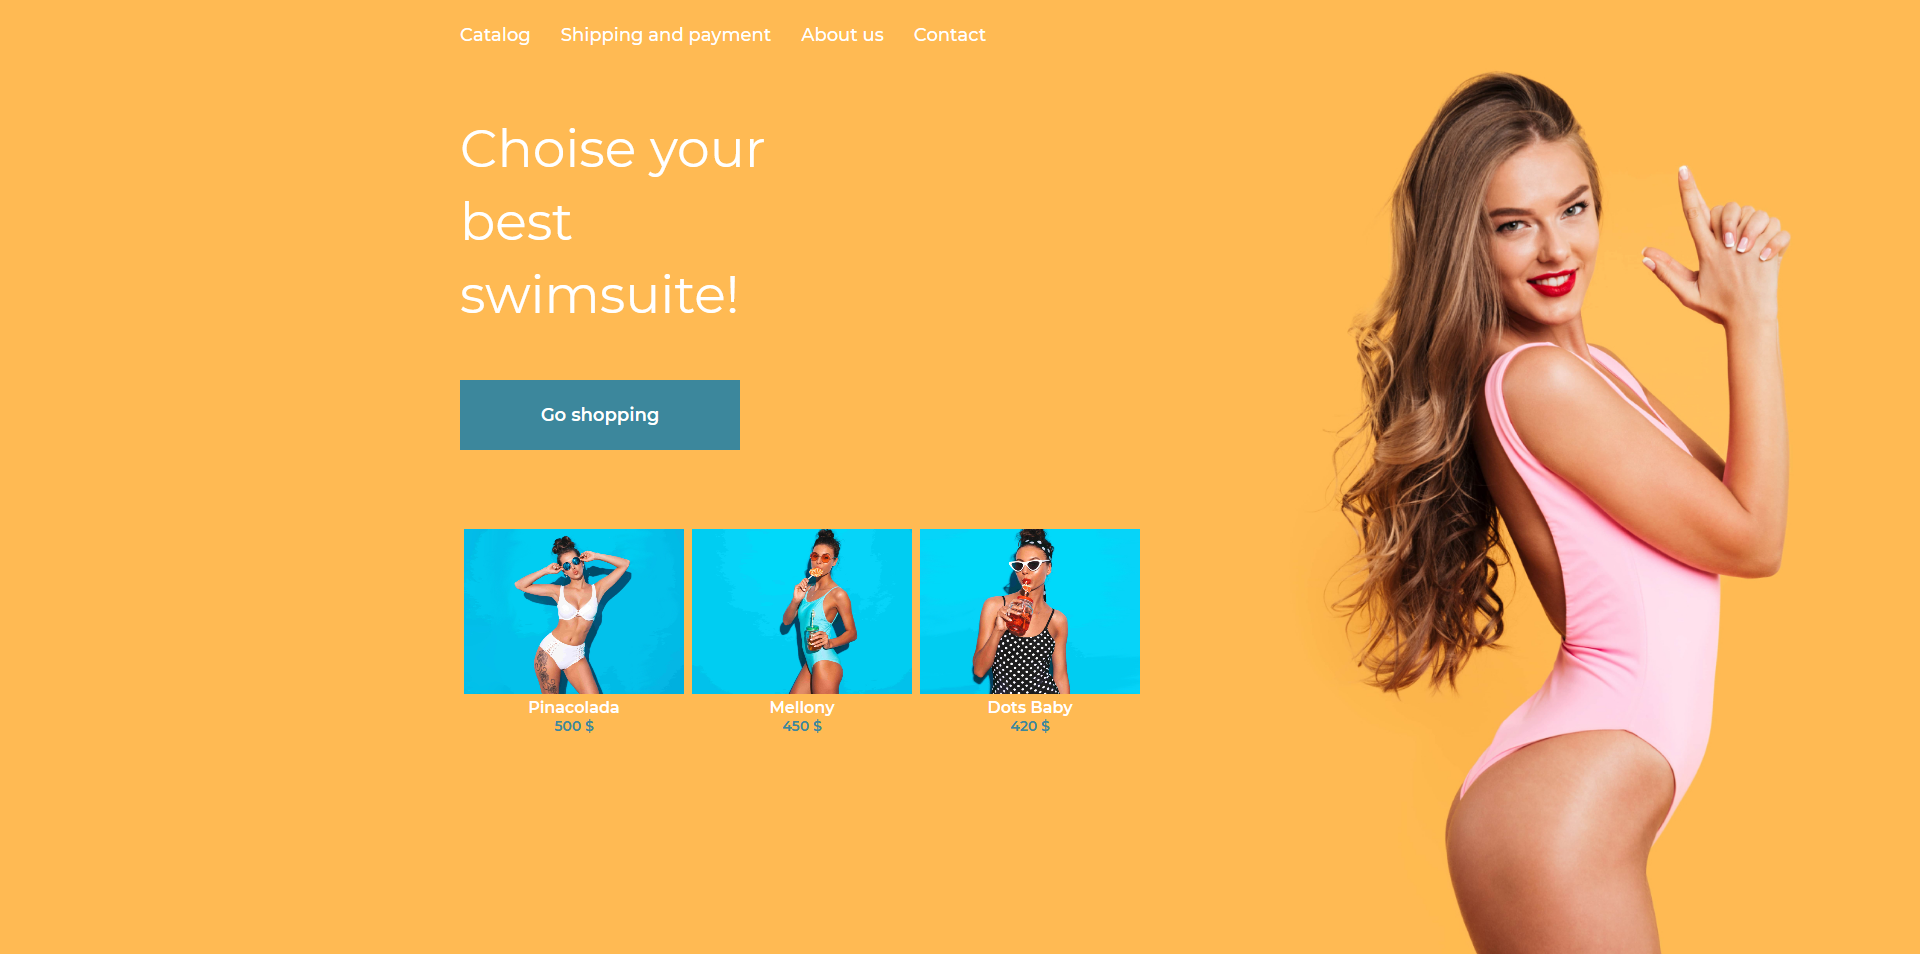 Catalog Shipping and payment About us Contact
Choise your
best
swimsuite!
Go shopping
Pinacolada Mellony Dots Baby
500 $ 450 $ 420 $